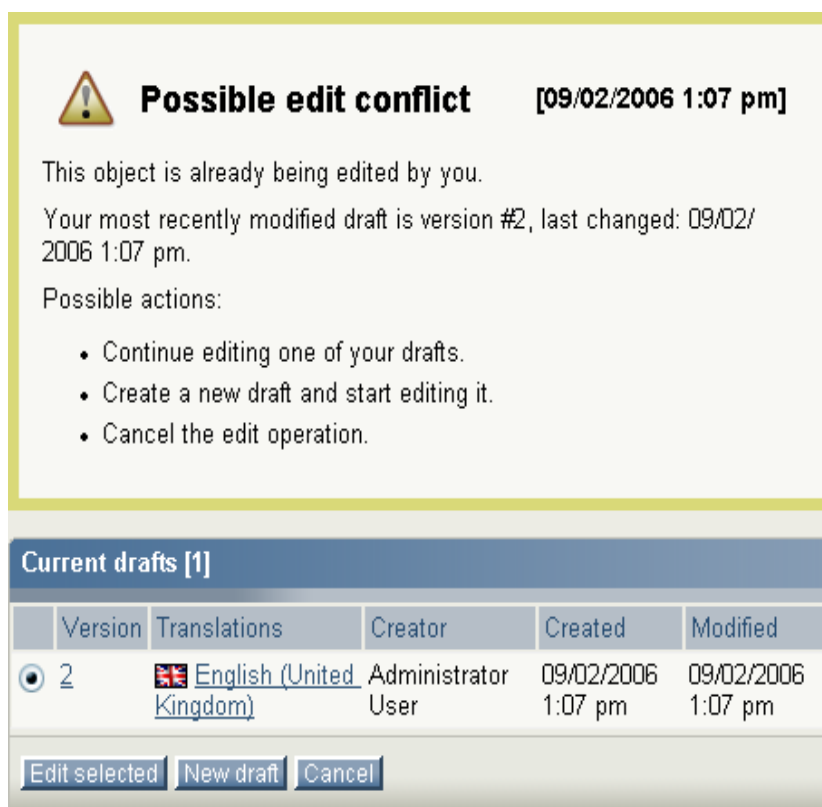 Possible edit conflict [09/02/2006 1:07 pm]
This object is already being edited by you.
Your most recently modified draft is version #2, last changed: 09/02/
2006 1:07 pm.
Possible actions:
• Continue editing one of your drafts.
• Create a new draft and start editing it.
• Cancel the edit operation.
Current drafts [1]
Version Translations Creator Created Modified
2 English (United Administrator 09/02/2006 09/02/2006
Kingdom) User 1:07 pm 1:07 pm
Edit selected New draft Cancel